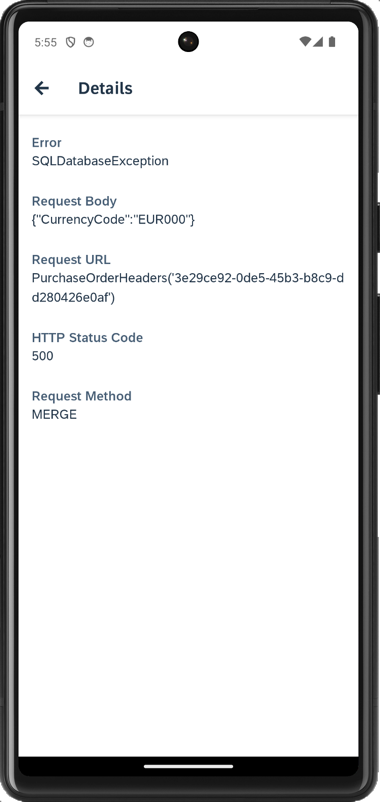 5:55
Details
Error
SQLDatabaseException
Request Body
{"CurrencyCode":"EUR000"}
Request URL
PurchaseOrderHeaders('3e29ce92-0de5-45b3-b8c9-d
d280426e0af')
HTTP Status Code
500
Request Method
MERGE